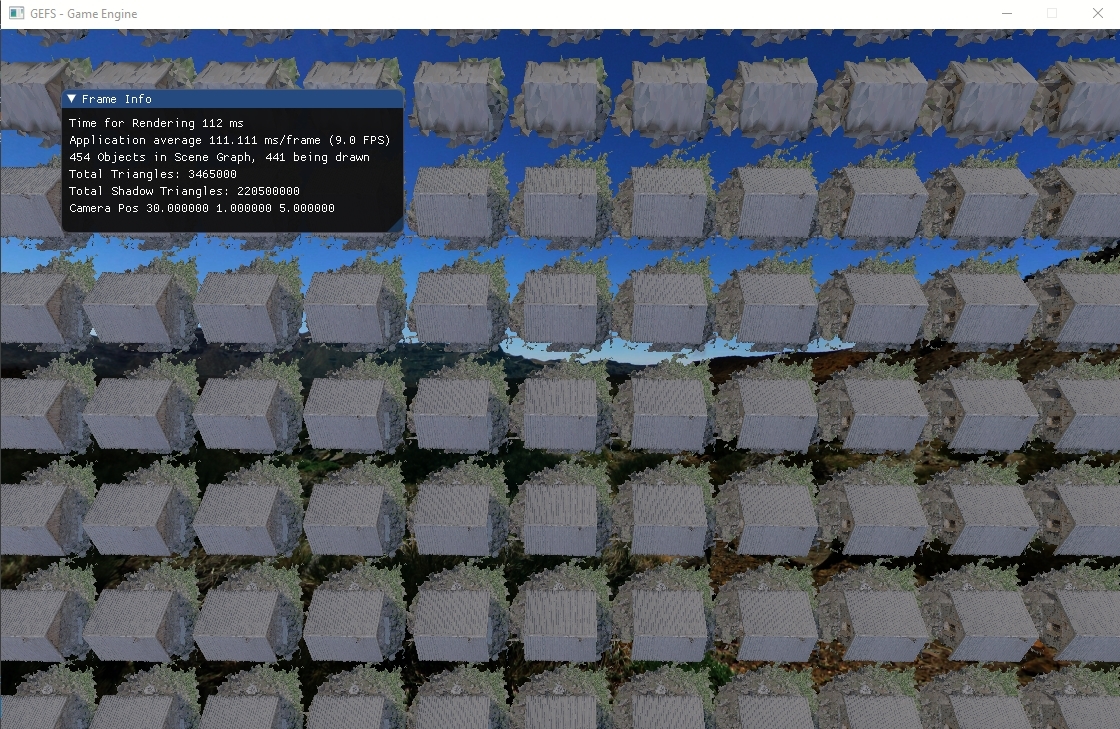 GEFS - Game Engine
Frame Info
Time for Rendering 112 ms
Application average 111.111 ms/frame (9.0 FPS)
454 Objects in Scene Graph, 441 being drawn
Total Triangles: 3465000
Total Shadow Triangles: 220500000
Camera Pos 30.000000 1.000000 5.000000